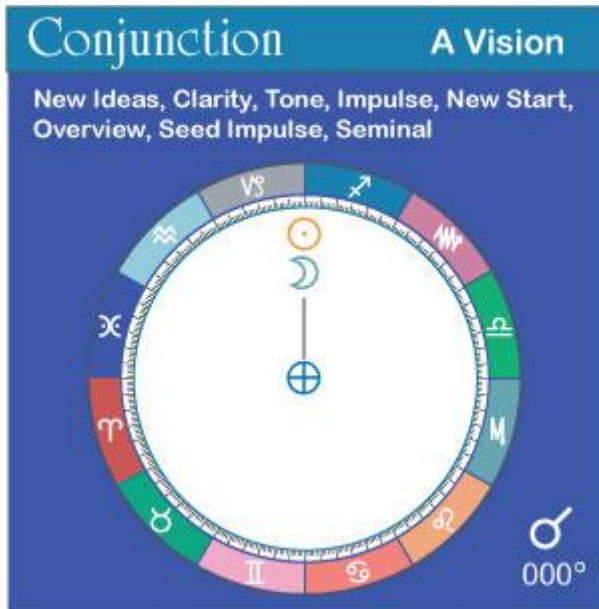 Conjunction A Vision
New Ideas, Clarity, Tone, Impulse, New Start,
Overview, Seed Impulse, Seminal
000°